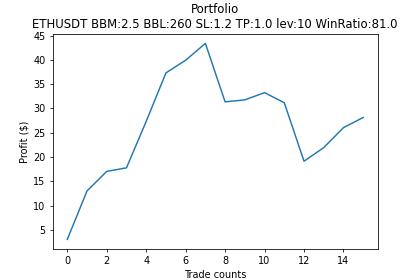 Portfolio
ETHUSDT BBM:2.5 BBL:260 SL:1.2 TP:1.0 lev:10 WinRatio:81.0
45
40
35
30
25
20
15
10
5
Profit ($)
0 2 4 6 8 10 12 14
Trade counts